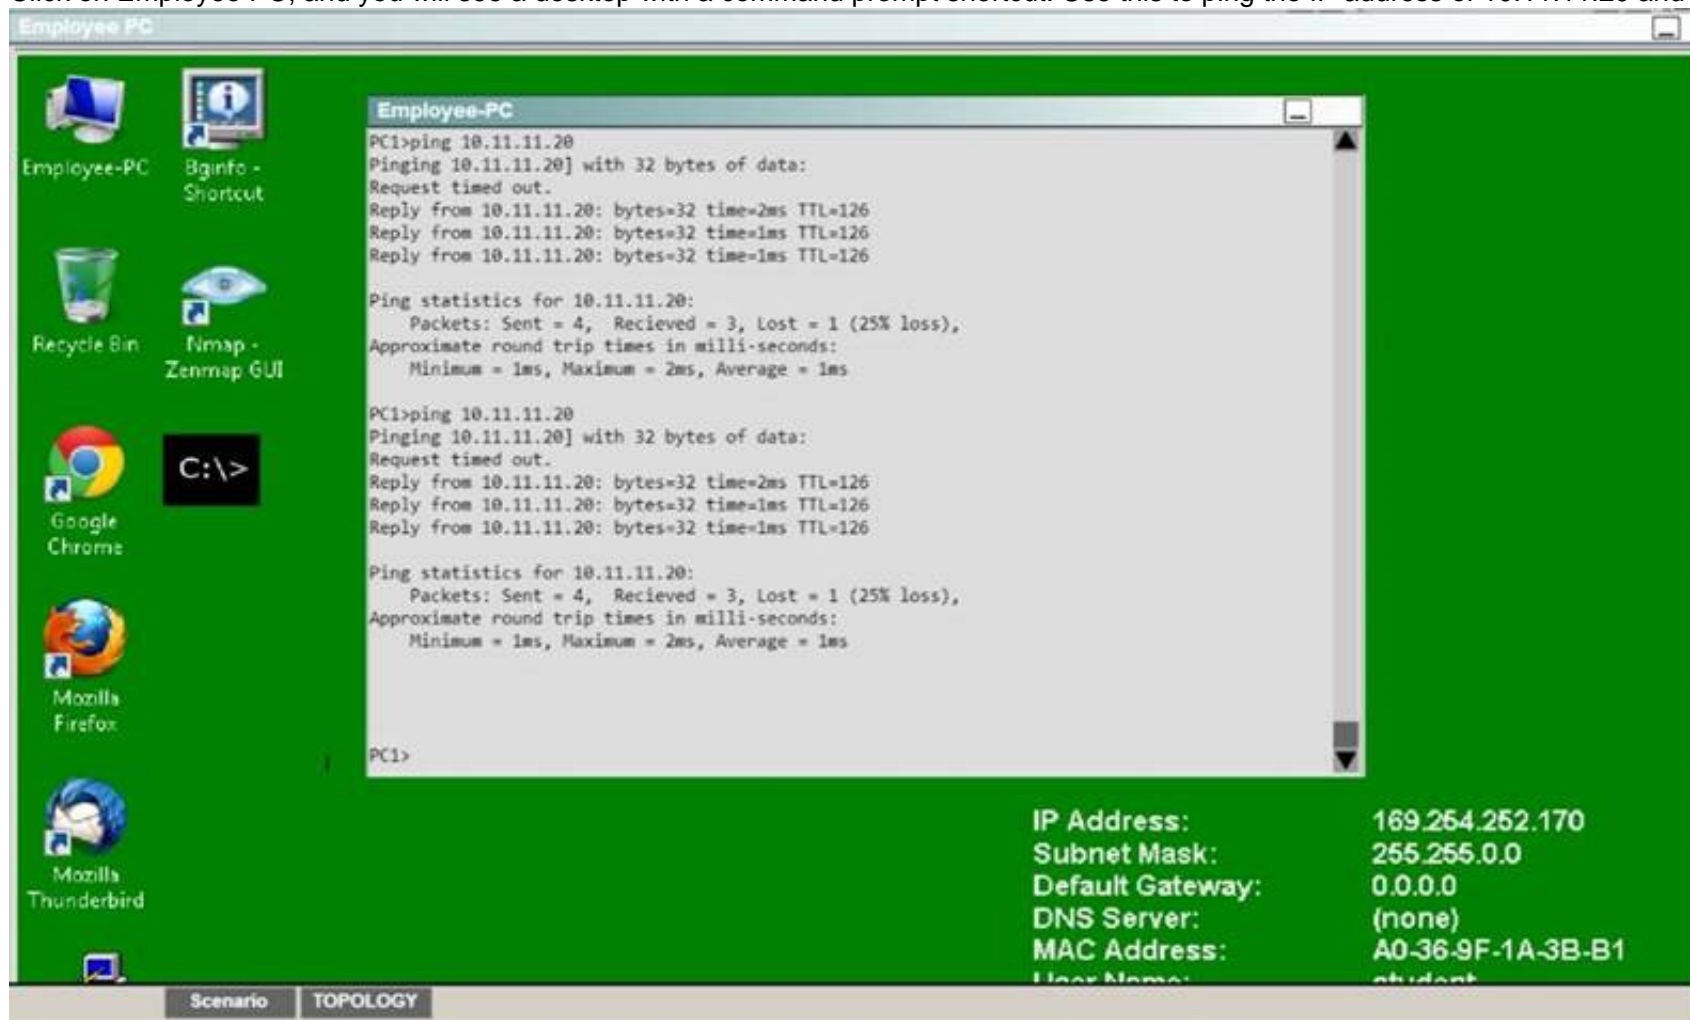 Employee PC
Employee-PC
Bginfo -
Shortcut
Recycle Bin
Nmap -
Zenmap GUI
Google
Chrome
C:\>
Mozilla
Firefox
Mozilla
Thunderbird
Employee-PC
PC1>ping 10.11.11.20
Pinging 10.11.11.20] with 32 bytes of data:
Request timed out.
Reply from 10.11.11.20: bytes=32 time=2ms TTL=126
Reply from 10.11.11.20: bytes=32 time=1ms TTL=126
Reply from 10.11.11.20: bytes=32 time=1ms TTL=126
Ping statistics for 10.11.11.20:
Packets: Sent = 4, Recieved = 3, Lost = 1 (25% loss),
Approximate round trip times in milli-seconds:
Minimum = 1ms, Maximum = 2ms, Average = 1ms
PC1>ping 10.11.11.20
Pinging 10.11.11.20] with 32 bytes of data:
Request timed out.
Reply from 10.11.11.20: bytes=32 time=2ms TTL=126
Reply from 10.11.11.20: bytes=32 time=1ms TTL=126
Reply from 10.11.11.20: bytes=32 time=1ms TTL=126
Ping statistics for 10.11.11.20:
Packets: Sent = 4, Recieved = 3, Lost = 1 (25% loss),
Approximate round trip times in milli-seconds:
Minimum = 1ms, Maximum = 2ms, Average = 1ms
PC1>
IP Address: 169.254.252.170
Subnet Mask: 255.255.0.0
Default Gateway: 0.0.0.0
DNS Server: (none)
MAC Address: A0-36-9F-1A-3B-B1
User Name: student
Scenario
TOPOLOGY